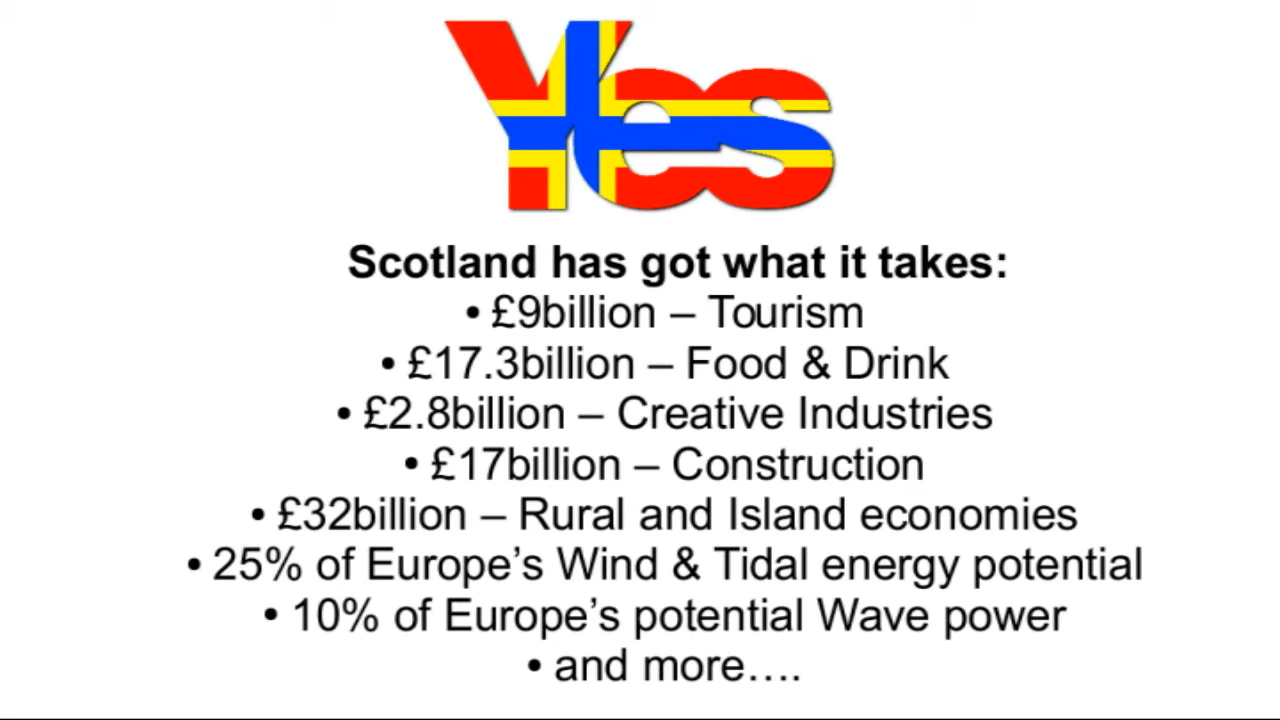 Yes
Scotland has got what it takes:
• £9billion – Tourism
• £17.3billion – Food & Drink
• £2.8billion – Creative Industries
• £17billion – Construction
• £32billion – Rural and Island economies
• 25% of Europe’s Wind & Tidal energy potential
• 10% of Europe’s potential Wave power
• and more….